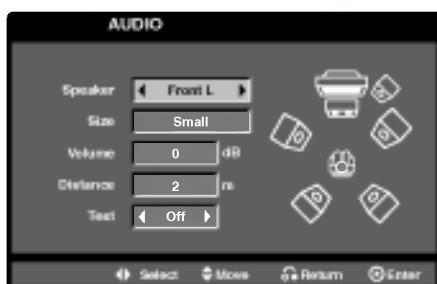 AUDIO
Speaker Front L
Size Small
Volume 0 dB
Distance 2 m
Test Off
Select Move Return Enter